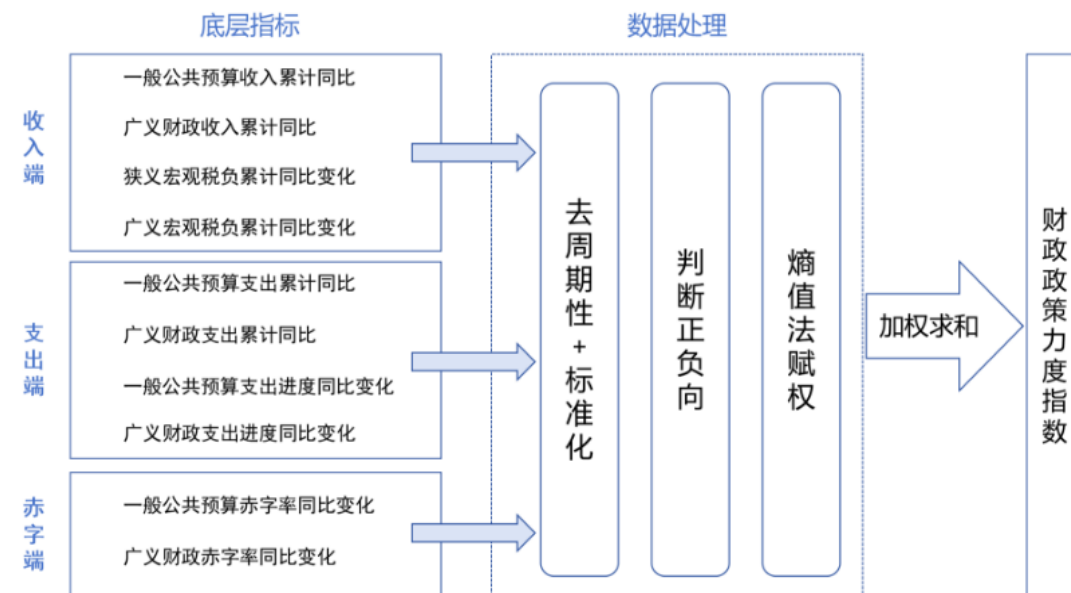 底层指标
数据处理
收入端
一般公共预算收入累计同比
广义财政收入累计同比
狭义宏观税负累计同比变化
广义宏观税负累计同比变化
支出端
一般公共预算支出累计同比
广义财政支出累计同比
一般公共预算支出进度同比变化
广义财政支出进度同比变化
赤字端
一般公共预算赤字率同比变化
广义财政赤字率同比变化
去周期性+标准化
判断正负向
熵值法赋权
加权求和
财政政策力度指数